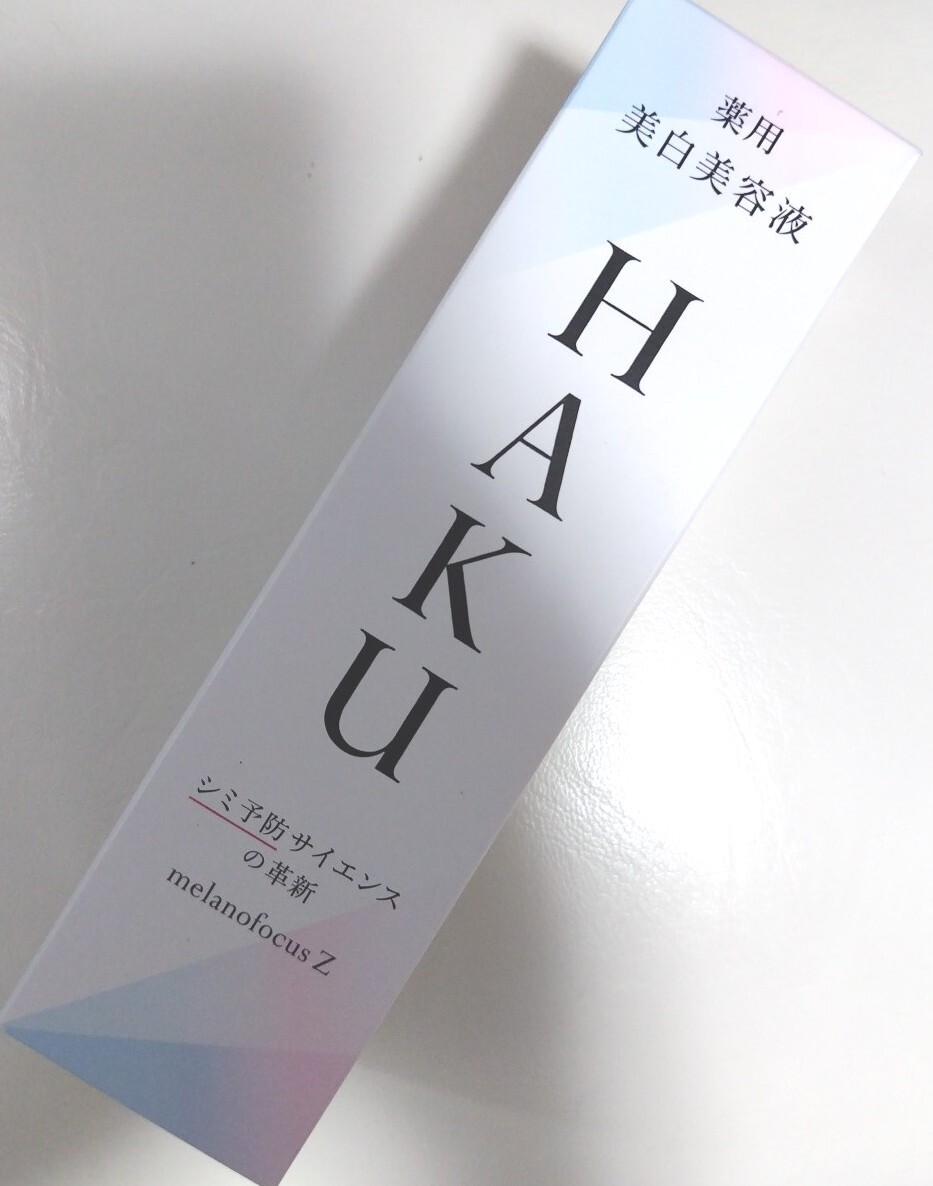 薬用
美白美容液
HAKU
シミ予防サイエンス
の革新
melanofocus Z